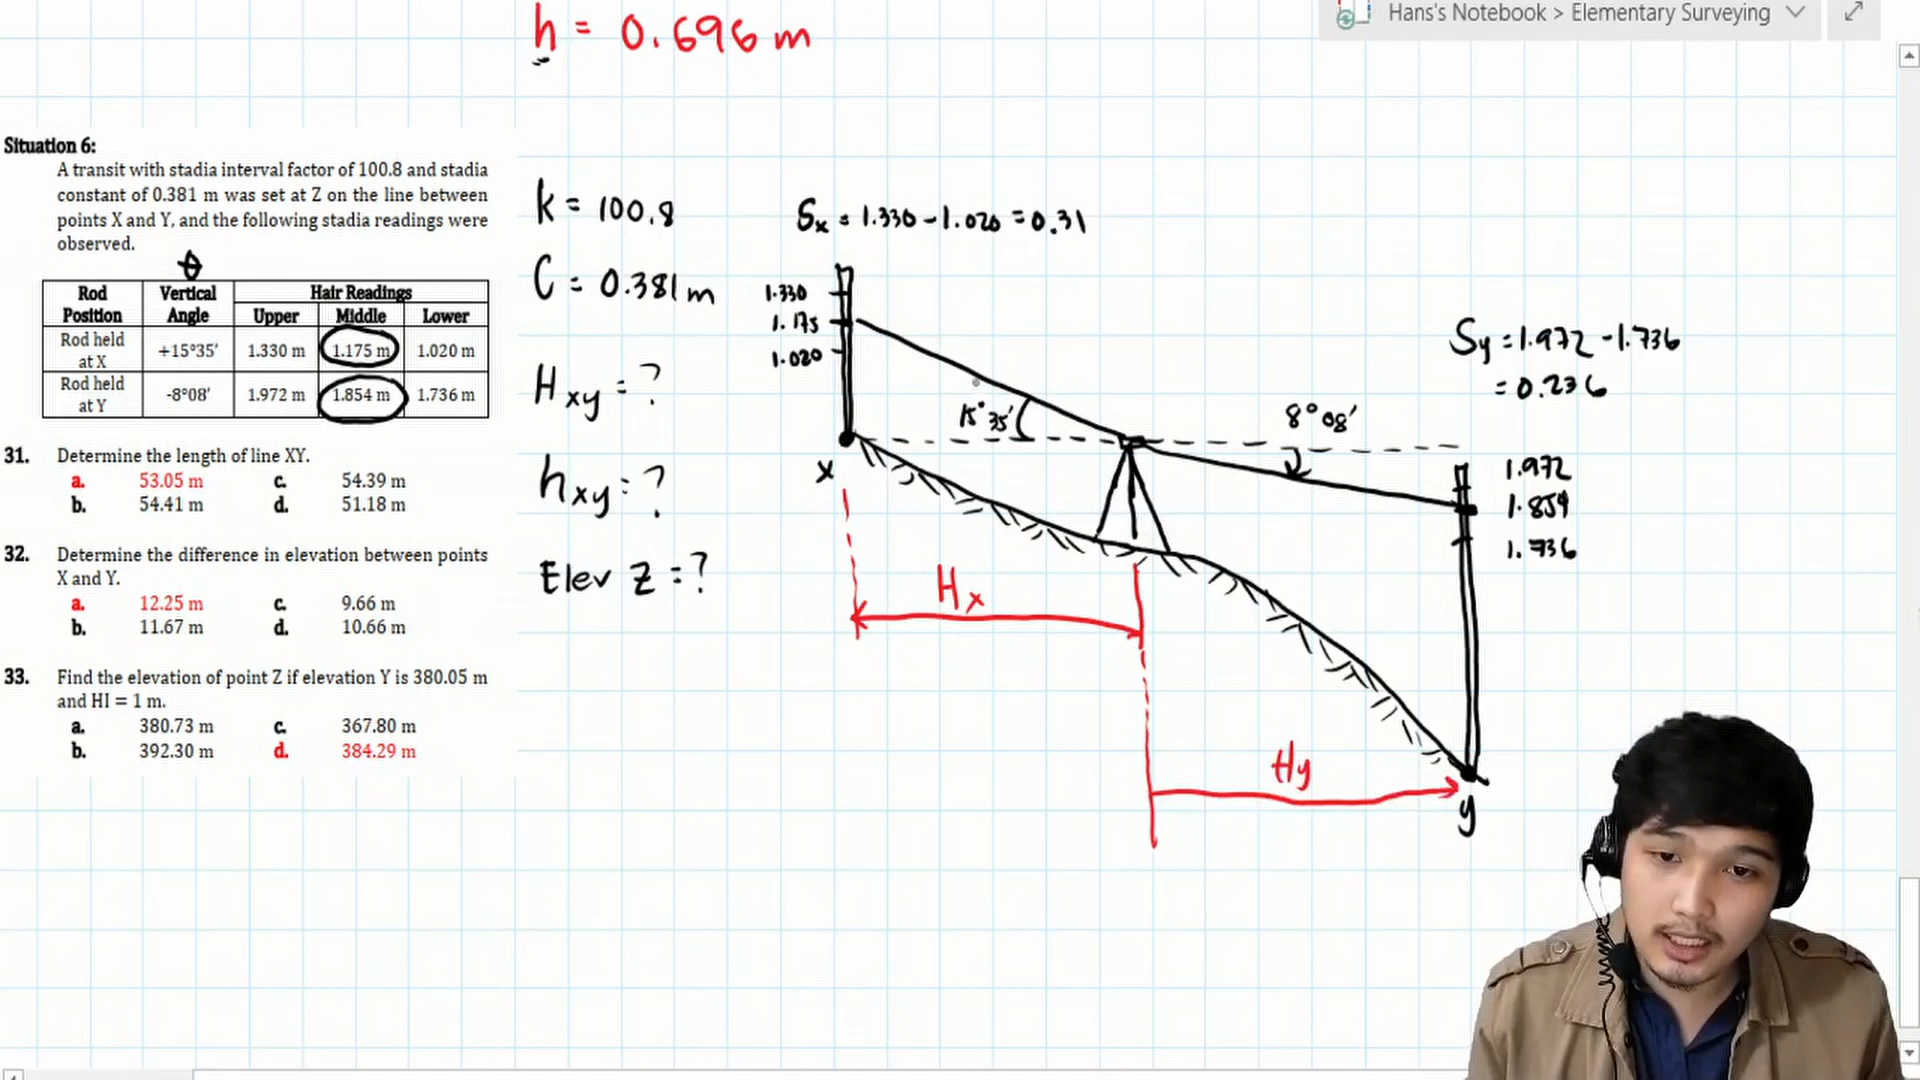 Hans's Notebook > Elementary Surveying
h = 0.696 m
Situation 6:
A transit with stadia interval factor of 100.8 and stadia
constant of 0.381 m was set at Z on the line between
points X and Y, and the following stadia readings were
observed.
θ
Rod Position Vertical Angle Hair Readings
Upper Middle Lower
Rod held at X +15°35' 1.330 m 1.175 m 1.020 m
Rod held at Y -8°08' 1.972 m 1.854 m 1.736 m
31. Determine the length of line XY.
a. 53.05 m c. 54.39 m
b. 54.41 m d. 51.18 m
32. Determine the difference in elevation between points
X and Y.
a. 12.25 m c. 9.66 m
b. 11.67 m d. 10.66 m
33. Find the elevation of point Z if elevation Y is 380.05 m
and HI = 1 m.
a. 380.73 m c. 367.80 m
b. 392.30 m d. 384.29 m
k = 100.8
C = 0.381 m
Hxy = ?
hxy = ?
Elev Z = ?
Sx = 1.330 - 1.020 = 0.31
1.330
1.175
1.020
15°35'
8°08'
Sy = 1.972 - 1.736
= 0.236
1.972
1.854
1.736
x
Hx
Hy
y